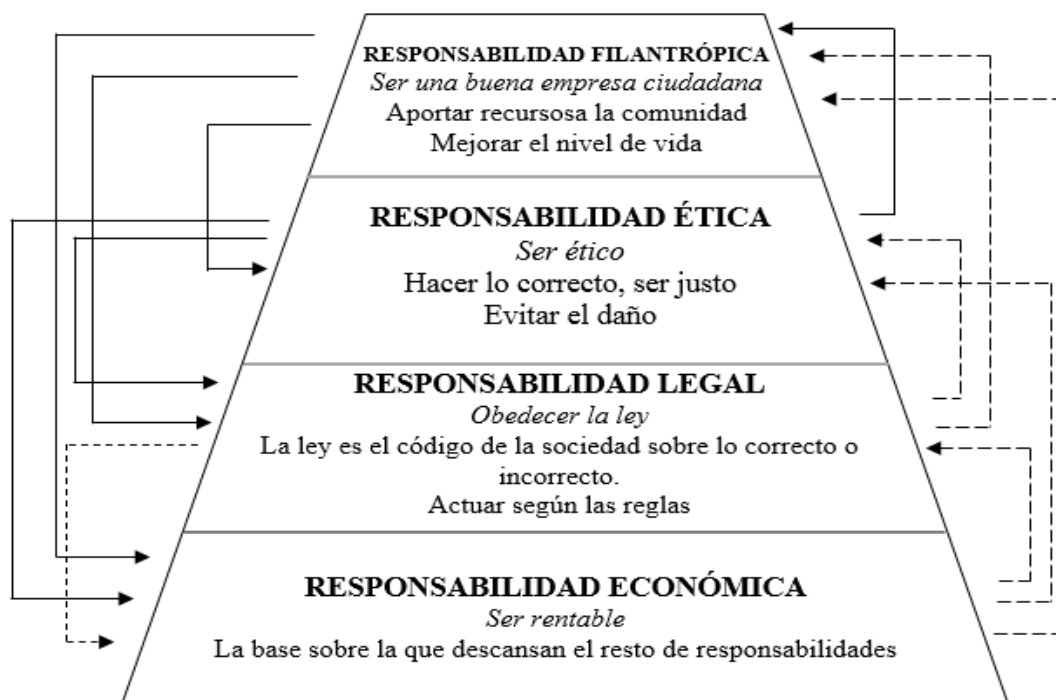 RESPONSABILIDAD FILANTRÓPICA
Ser una buena empresa ciudadana
Aportar recursosa la comunidad
Mejorar el nivel de vida
RESPONSABILIDAD ÉTICA
Ser ético
Hacer lo correcto, ser justo
Evitar el daño
RESPONSABILIDAD LEGAL
Obedecer la ley
La ley es el código de la sociedad sobre lo correcto o
incorrecto.
Actuar según las reglas
RESPONSABILIDAD ECONÓMICA
Ser rentable
La base sobre la que descansan el resto de responsabilidades